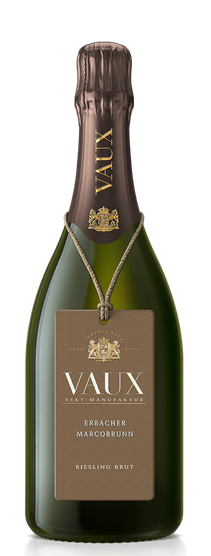 VAUX
VAUX
SEKT-MANUFAKTUR
ERBACHER
MARCOBRUNN
RIESLING BRUT